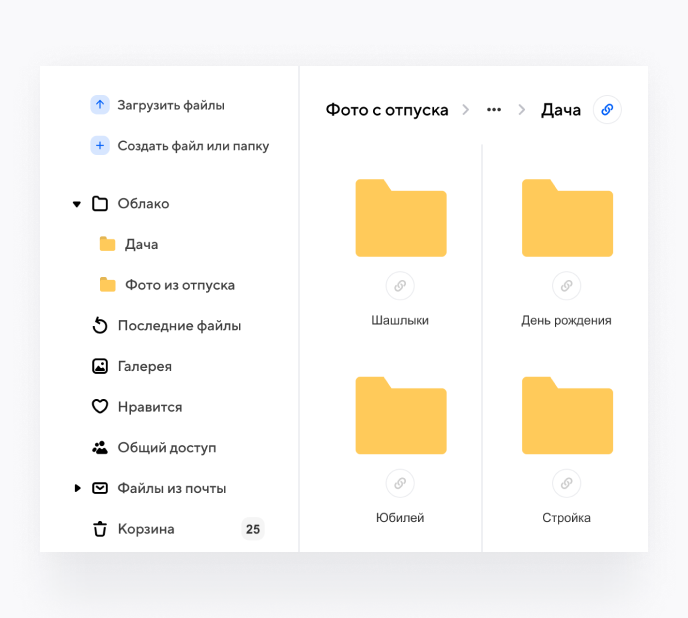 Загрузить файлы
Создать файл или папку
Облако
Дача
Фото из отпуска
Последние файлы
Галерея
Нравится
Общий доступ
Файлы из почты
Корзина 25
Фото с отпуска > ••• > Дача
Шашлыки
День рождения
Юбилей
Стройка